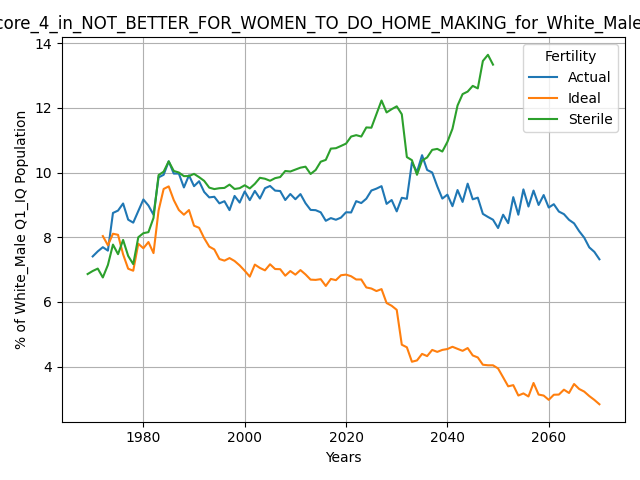 core_4_in_NOT_BETTER_FOR_WOMEN_TO_DO_HOME_MAKING_for_White_Male
14
12
10
8
6
4
% of White_Male Q1_IQ Population
Fertility
Actual
Ideal
Sterile
1980
2000
2020
2040
2060
Years